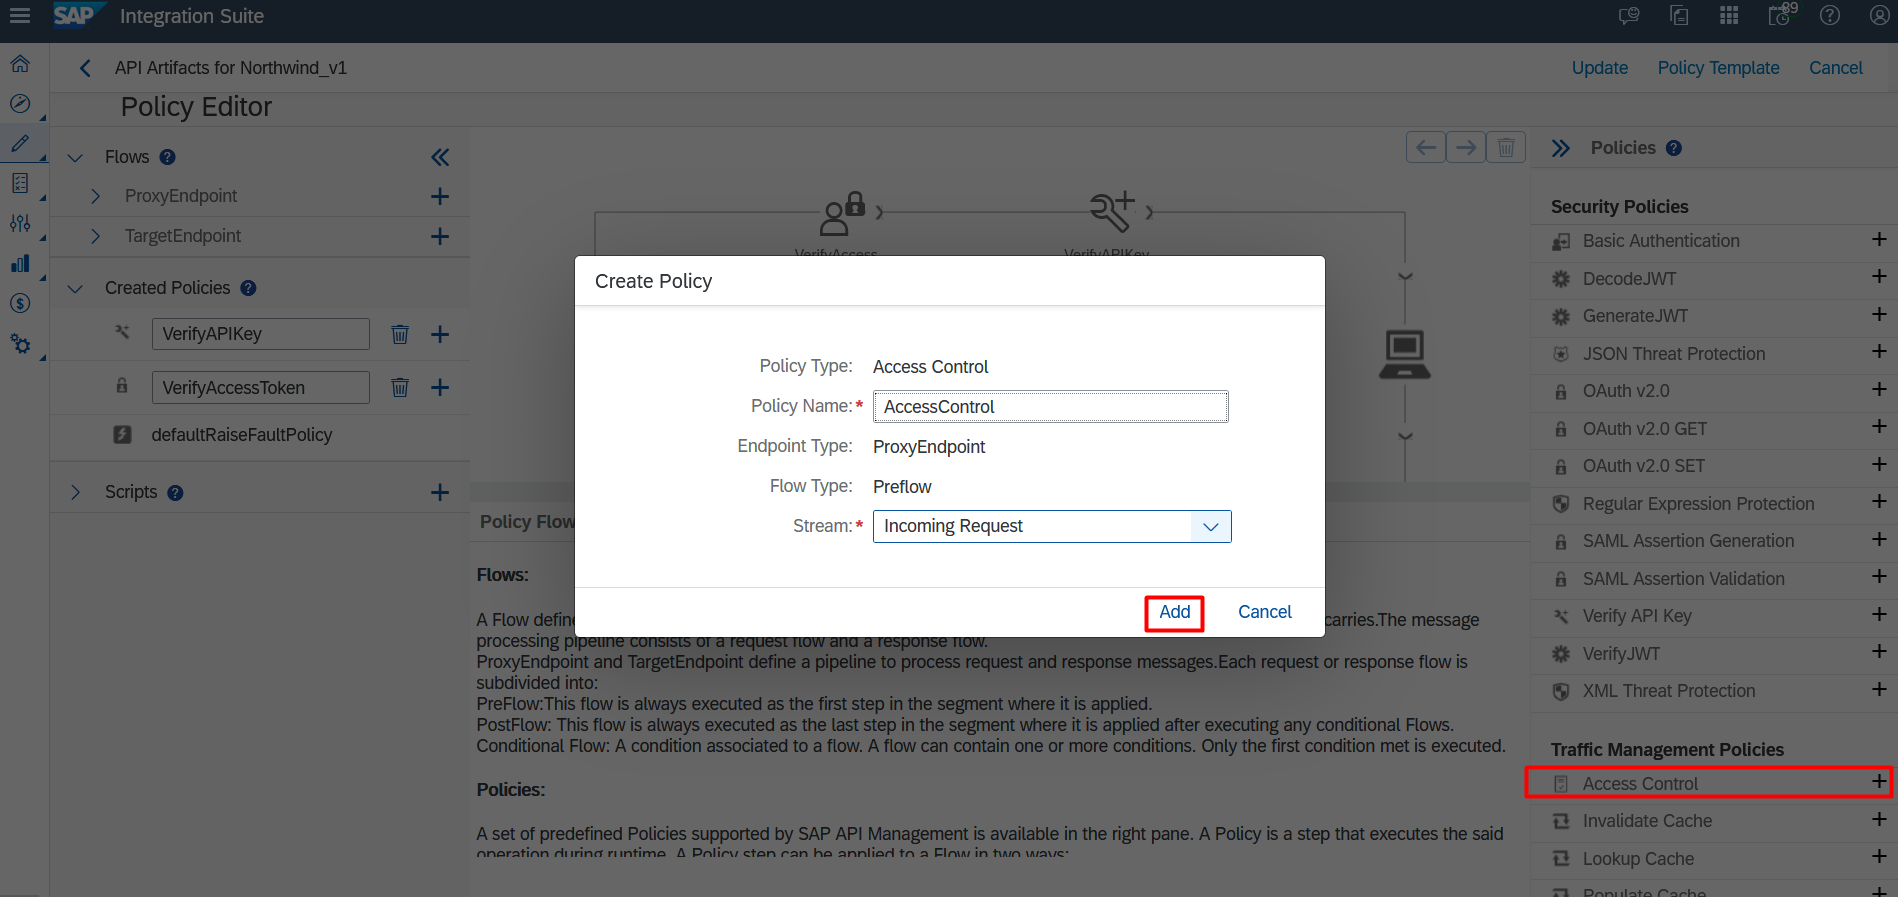 SAP Integration Suite
89
API Artifacts for Northwind_v1
Update Policy Template Cancel
Policy Editor
Flows
ProxyEndpoint
TargetEndpoint
Created Policies
VerifyAPIKey
VerifyAccessToken
defaultRaiseFaultPolicy
Scripts
VerifyAccess
VerifyAPIKey
Create Policy
Policy Type: Access Control
Policy Name:* AccessControl
Endpoint Type: ProxyEndpoint
Flow Type: Preflow
Stream:* Incoming Request
Add Cancel
Policy Flow
Flows:
A Flow define carries.The message
processing pipeline consists of a request flow and a response flow.
ProxyEndpoint and TargetEndpoint define a pipeline to process request and response messages.Each request or response flow is
subdivided into:
PreFlow:This flow is always executed as the first step in the segment where it is applied.
PostFlow: This flow is always executed as the last step in the segment where it is applied after executing any conditional Flows.
Conditional Flow: A condition associated to a flow. A flow can contain one or more conditions. Only the first condition met is executed.
Policies:
A set of predefined Policies supported by SAP API Management is available in the right pane. A Policy is a step that executes the said
operation during runtime. A Policy step can be applied to a Flow in two ways:
Policies
Security Policies
Basic Authentication
DecodeJWT
GenerateJWT
JSON Threat Protection
OAuth v2.0
OAuth v2.0 GET
OAuth v2.0 SET
Regular Expression Protection
SAML Assertion Generation
SAML Assertion Validation
Verify API Key
VerifyJWT
XML Threat Protection
Traffic Management Policies
Access Control
Invalidate Cache
Lookup Cache
Populate Cache